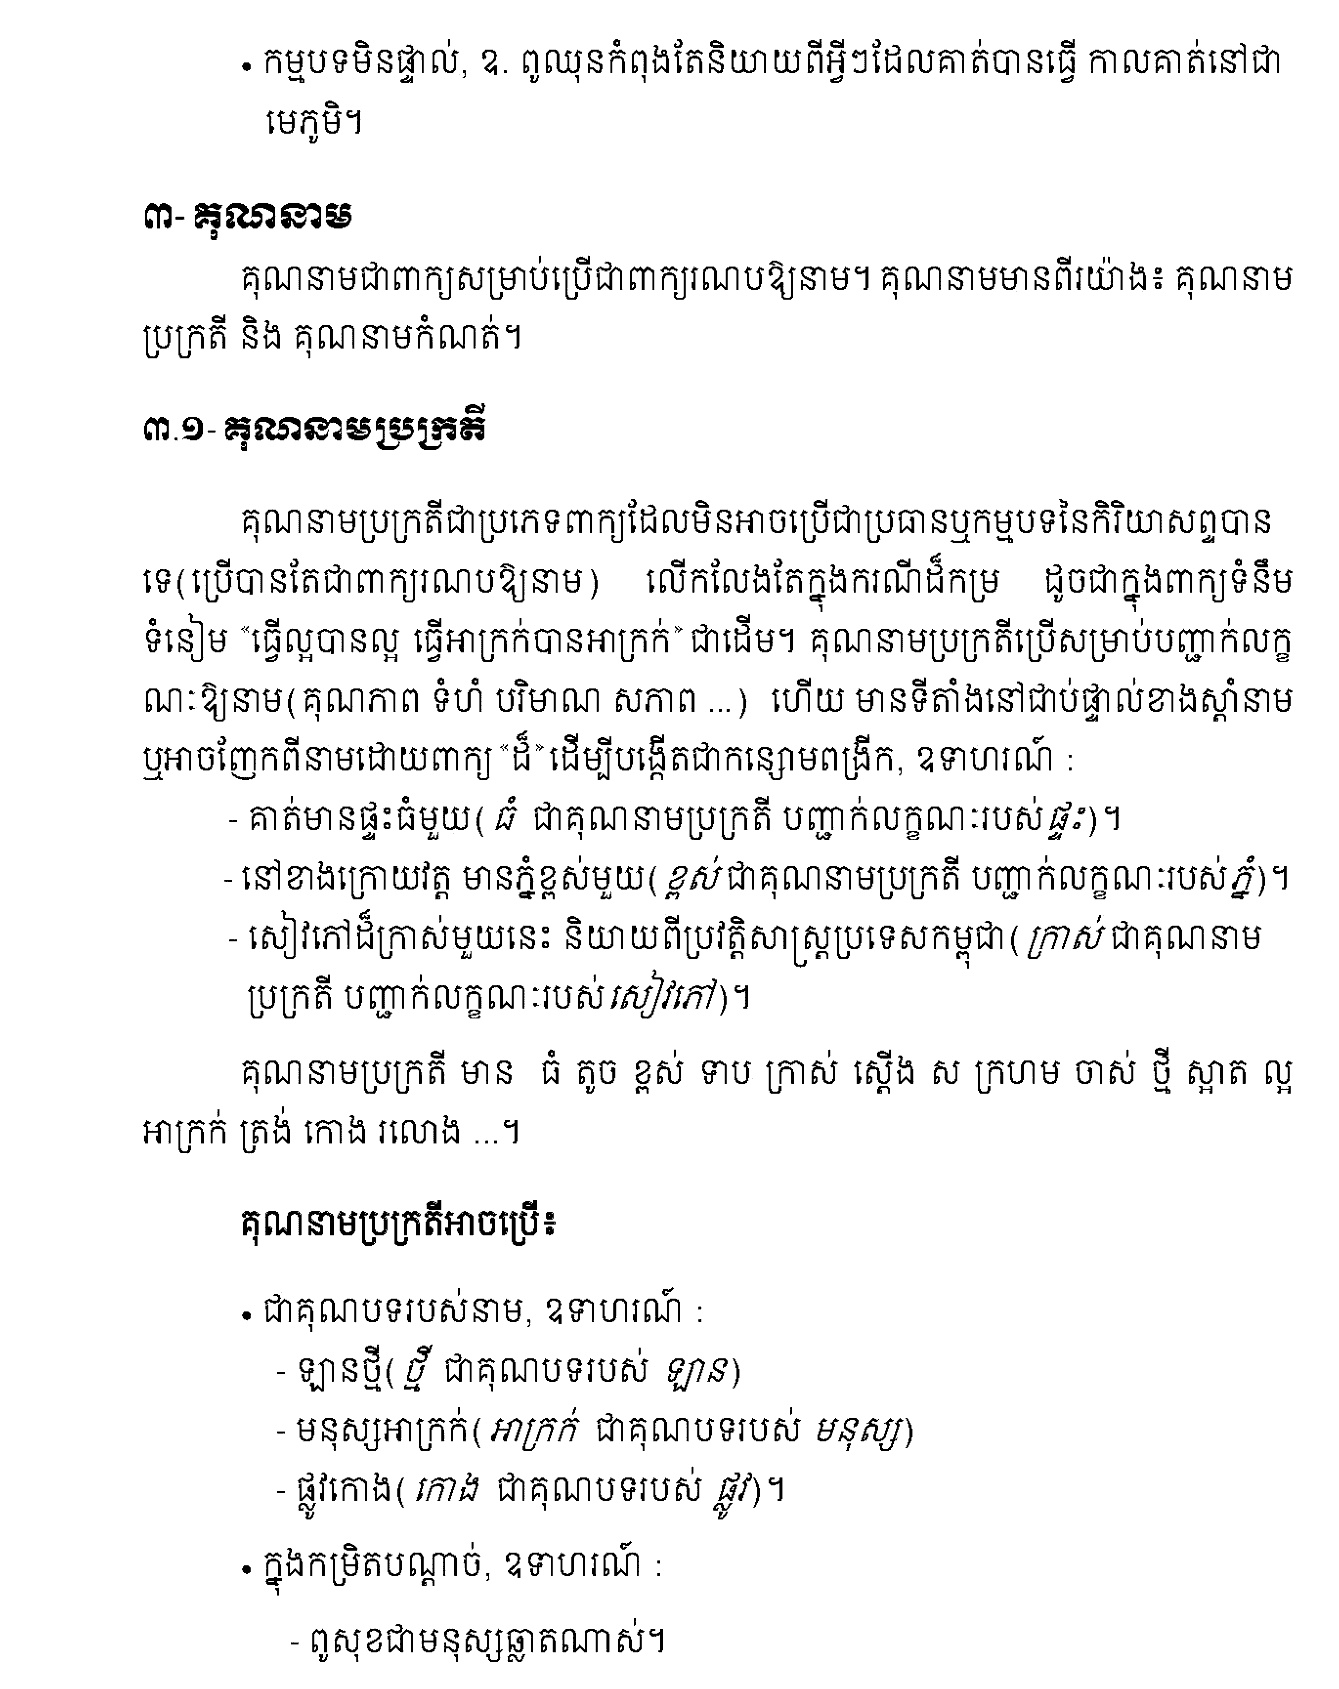 • កម្មបទមិនផ្ទាល់, ឧ. ពូឈុនកំពុងតែនិយាយពីអ្វីៗដែលគាត់បានធ្វើ កាលគាត់នៅជា
មេភូមិ។
៣- គុណនាម
គុណនាមជាពាក្យសម្រាប់ប្រើជាពាក្យរណបឱ្យនាម។ គុណនាមមានពីរយ៉ាង៖ គុណនាម
ប្រក្រតី និង គុណនាមកំណត់។
៣.១- គុណនាមប្រក្រតី
គុណនាមប្រក្រតីជាប្រភេទពាក្យដែលមិនអាចប្រើជាប្រធានឬកម្មបទនៃកិរិយាសព្ទបាន
ទេ(ប្រើបានតែជាពាក្យរណបឱ្យនាម) លើកលែងតែក្នុងករណីដ៏កម្រ ដូចជាក្នុងពាក្យទំនឹម
ទំនៀម “ធ្វើល្អបានល្អ ធ្វើអាក្រក់បានអាក្រក់” ជាដើម។ គុណនាមប្រក្រតីប្រើសម្រាប់បញ្ជាក់លក្ខ
ណៈឱ្យនាម(គុណភាព ទំហំ បរិមាណ សភាព ...) ហើយ មានទីតាំងនៅជាប់ផ្ទាល់ខាងស្ដាំនាម
ឬអាចញែកពីនាមដោយពាក្យ “ដ៏” ដើម្បីបង្កើតជាកន្សោមពង្រីក, ឧទាហរណ៍ :
- គាត់មានផ្ទះធំមួយ(ធំ ជាគុណនាមប្រក្រតី បញ្ជាក់លក្ខណៈរបស់ផ្ទះ)។
- នៅខាងក្រោយវត្ត មានភ្នំខ្ពស់មួយ(ខ្ពស់ ជាគុណនាមប្រក្រតី បញ្ជាក់លក្ខណៈរបស់ភ្នំ)។
- សៀវភៅដ៏ក្រាស់មួយនេះ និយាយពីប្រវត្តិសាស្ត្រប្រទេសកម្ពុជា(ក្រាស់ ជាគុណនាម
ប្រក្រតី បញ្ជាក់លក្ខណៈរបស់សៀវភៅ)។
គុណនាមប្រក្រតី មាន ធំ តូច ខ្ពស់ ទាប ក្រាស់ ស្ដើង ស ក្រហម ចាស់ ថ្មី ស្អាត ល្អ
អាក្រក់ ត្រង់ កោង រលោង ...។
គុណនាមប្រក្រតីអាចប្រើ៖
• ជាគុណបទរបស់នាម, ឧទាហរណ៍ :
- ឡានថ្មី(ថ្មី ជាគុណបទរបស់ ឡាន)
- មនុស្សអាក្រក់(អាក្រក់ ជាគុណបទរបស់ មនុស្ស)
- ផ្លូវកោង(កោង ជាគុណបទរបស់ ផ្លូវ)។
• ក្នុងកម្រិតបណ្ដាច់, ឧទាហរណ៍ :
- ពូសុខជាមនុស្សឆ្លាតណាស់។